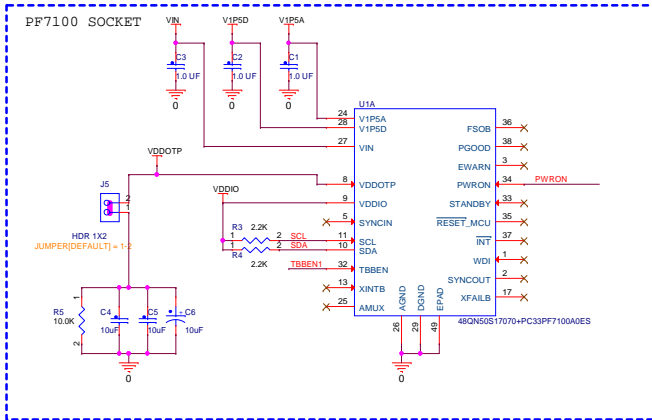 PF7100 SOCKET
VIN
V1P5D
V1P5A
C3
1.0 UF
C2
1.0 UF
C1
1.0 UF
0
0
0
U1A
24
V1P5A
28
V1P5D
27
VIN
8
VDDOTP
9
VDDIO
5
SYNCIN
11
SCL
10
SDA
32
TBBEN
13
XINTB
25
AMUX
FSOB
36
PGOOD
38
EWARN
3
PWRON
34
PWRON
STANDBY
33
RESET_MCU
35
INT
37
WDI
1
SYNCOUT
2
XFAILB
17
AGND
DGND
EPAD
26
29
49
48QN50S17070+PC33PF7100A0ES
0
VDDOTP
VDDIO
J5
2
1
HDR 1X2
JUMPER[DEFAULT] = 1-2
R3
2.2K
1
2
SCL
1
2
SDA
R4
2.2K
TBBEN1
R5
10.0K
1
2
C4
10uF
C5
10uF
C6
10uF
+
0